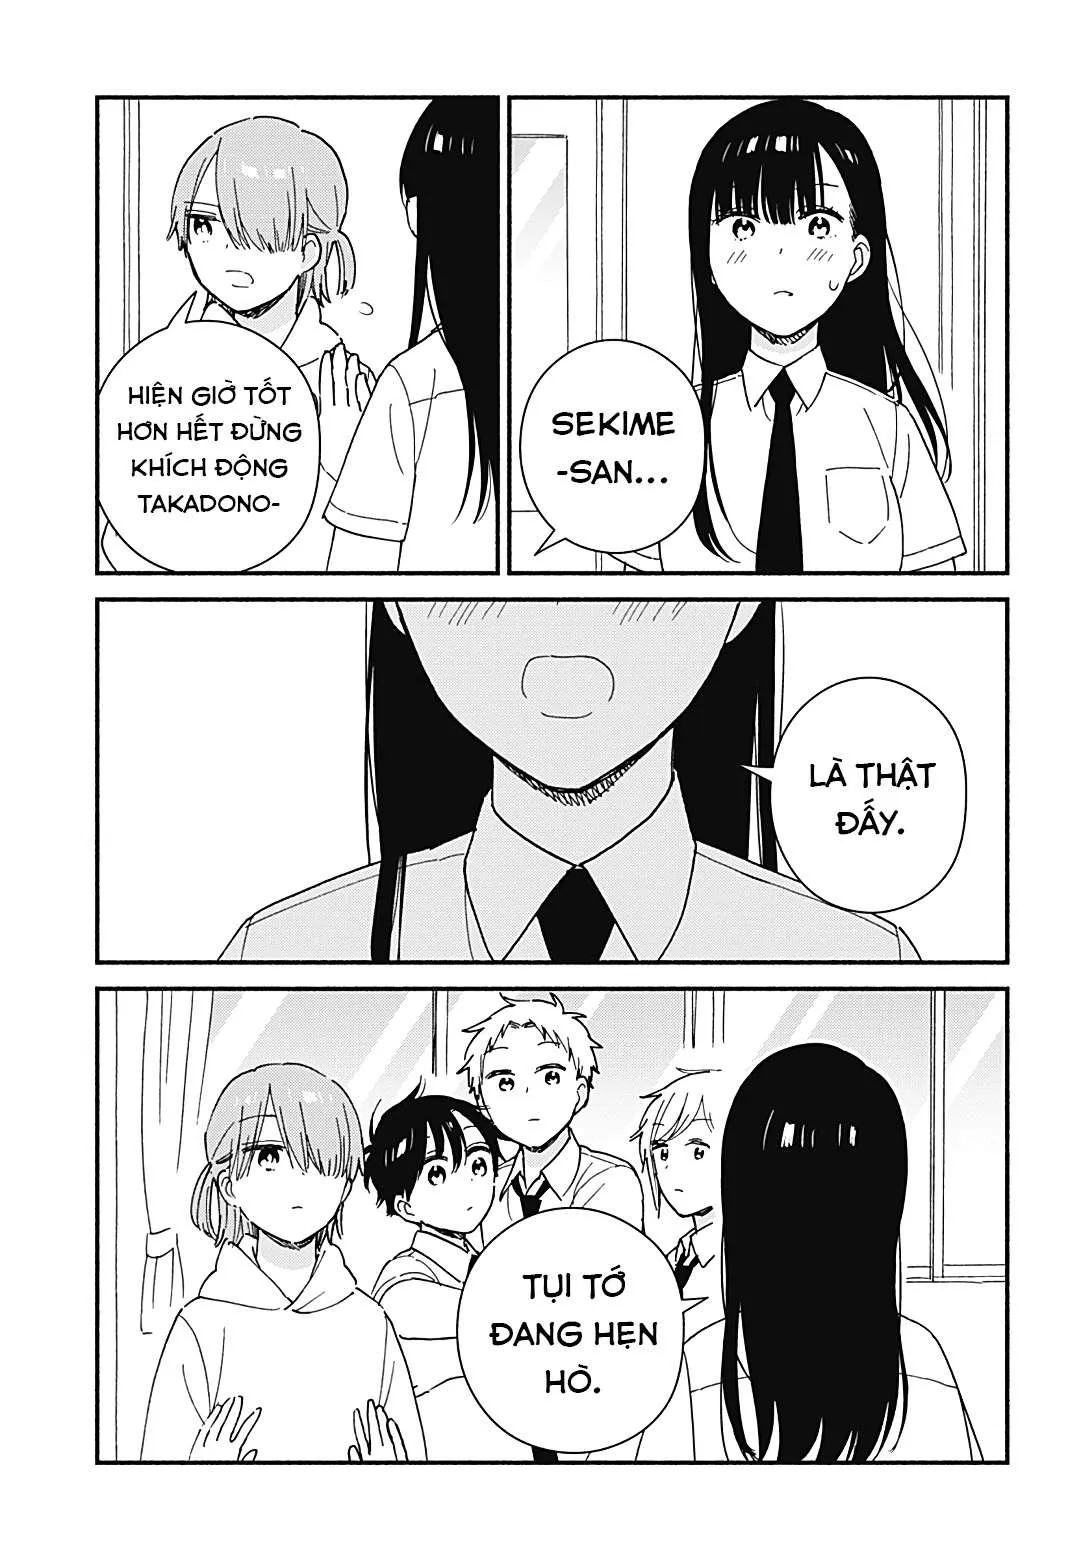 HIỆN GIỜ TỐT
HƠN HẾT ĐỪNG
KHÍCH ĐỘNG
TAKADONO-
SEKIME
-SAN...
LÀ THẬT
ĐẤY.
TỤI TỚ
ĐANG HẸN
HÒ.